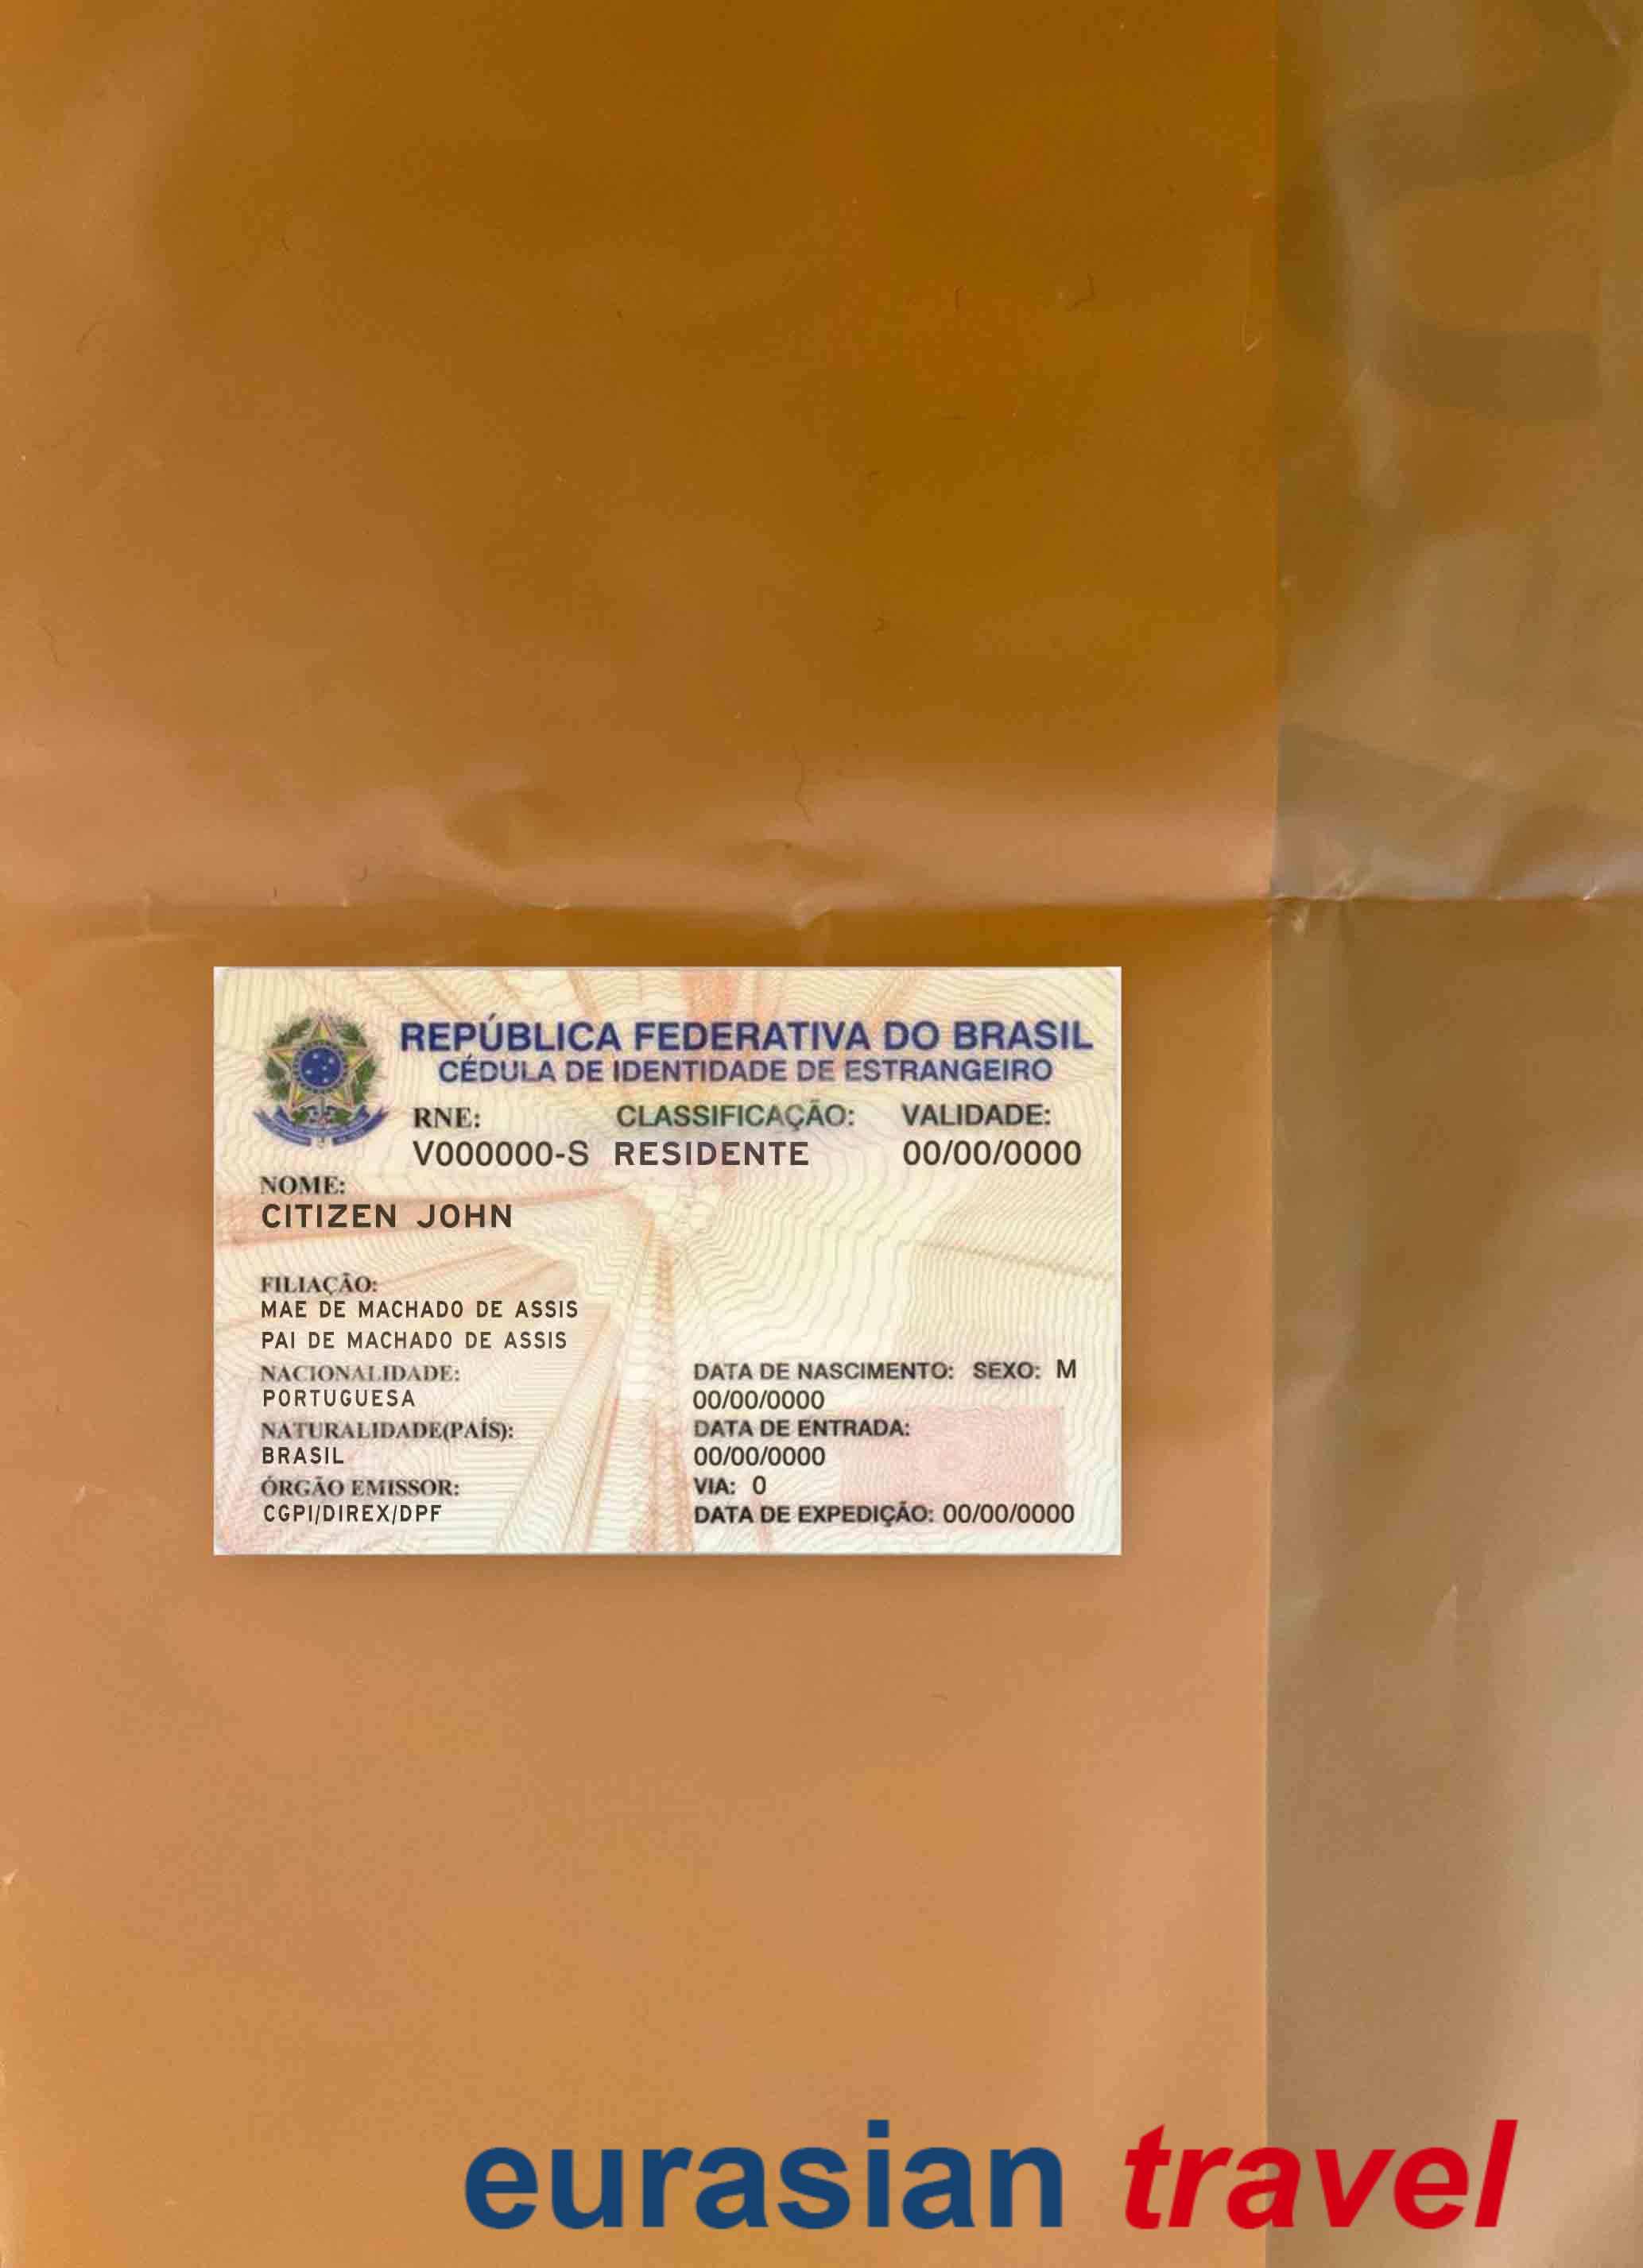 REPÚBLICA FEDERATIVA DO BRASIL
CÉDULA DE IDENTIDADE DE ESTRANGEIRO
RNE: CLASSIFICAÇÃO: VALIDADE:
V000000-S RESIDENTE 00/00/0000
NOME:
CITIZEN JOHN
FILIAÇÃO:
MAE DE MACHADO DE ASSIS
PAI DE MACHADO DE ASSIS
NACIONALIDADE:
PORTUGUESA
NATURALIDADE(PAÍS):
BRASIL
ÓRGÃO EMISSOR:
CGPI/DIREX/DPF
DATA DE NASCIMENTO: SEXO: M
00/00/0000
DATA DE ENTRADA:
00/00/0000
VIA: 0
DATA DE EXPEDIÇÃO: 00/00/0000
eurasian travel